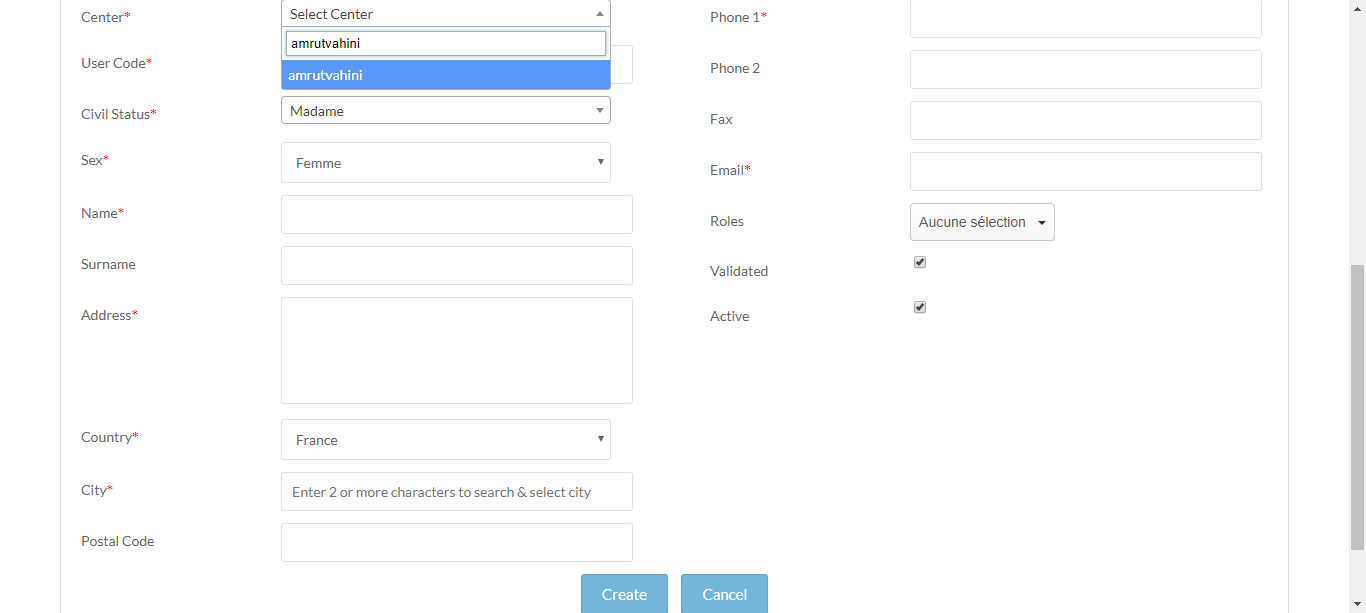 Center*
Select Center
amrutvahini
amrutvahini
User Code*
Civil Status*
Madame
Sex*
Femme
Name*
Surname
Address*
Country*
France
City*
Enter 2 or more characters to search & select city
Postal Code
Phone 1*
Phone 2
Fax
Email*
Roles
Aucune sélection
Validated
Active
Create
Cancel